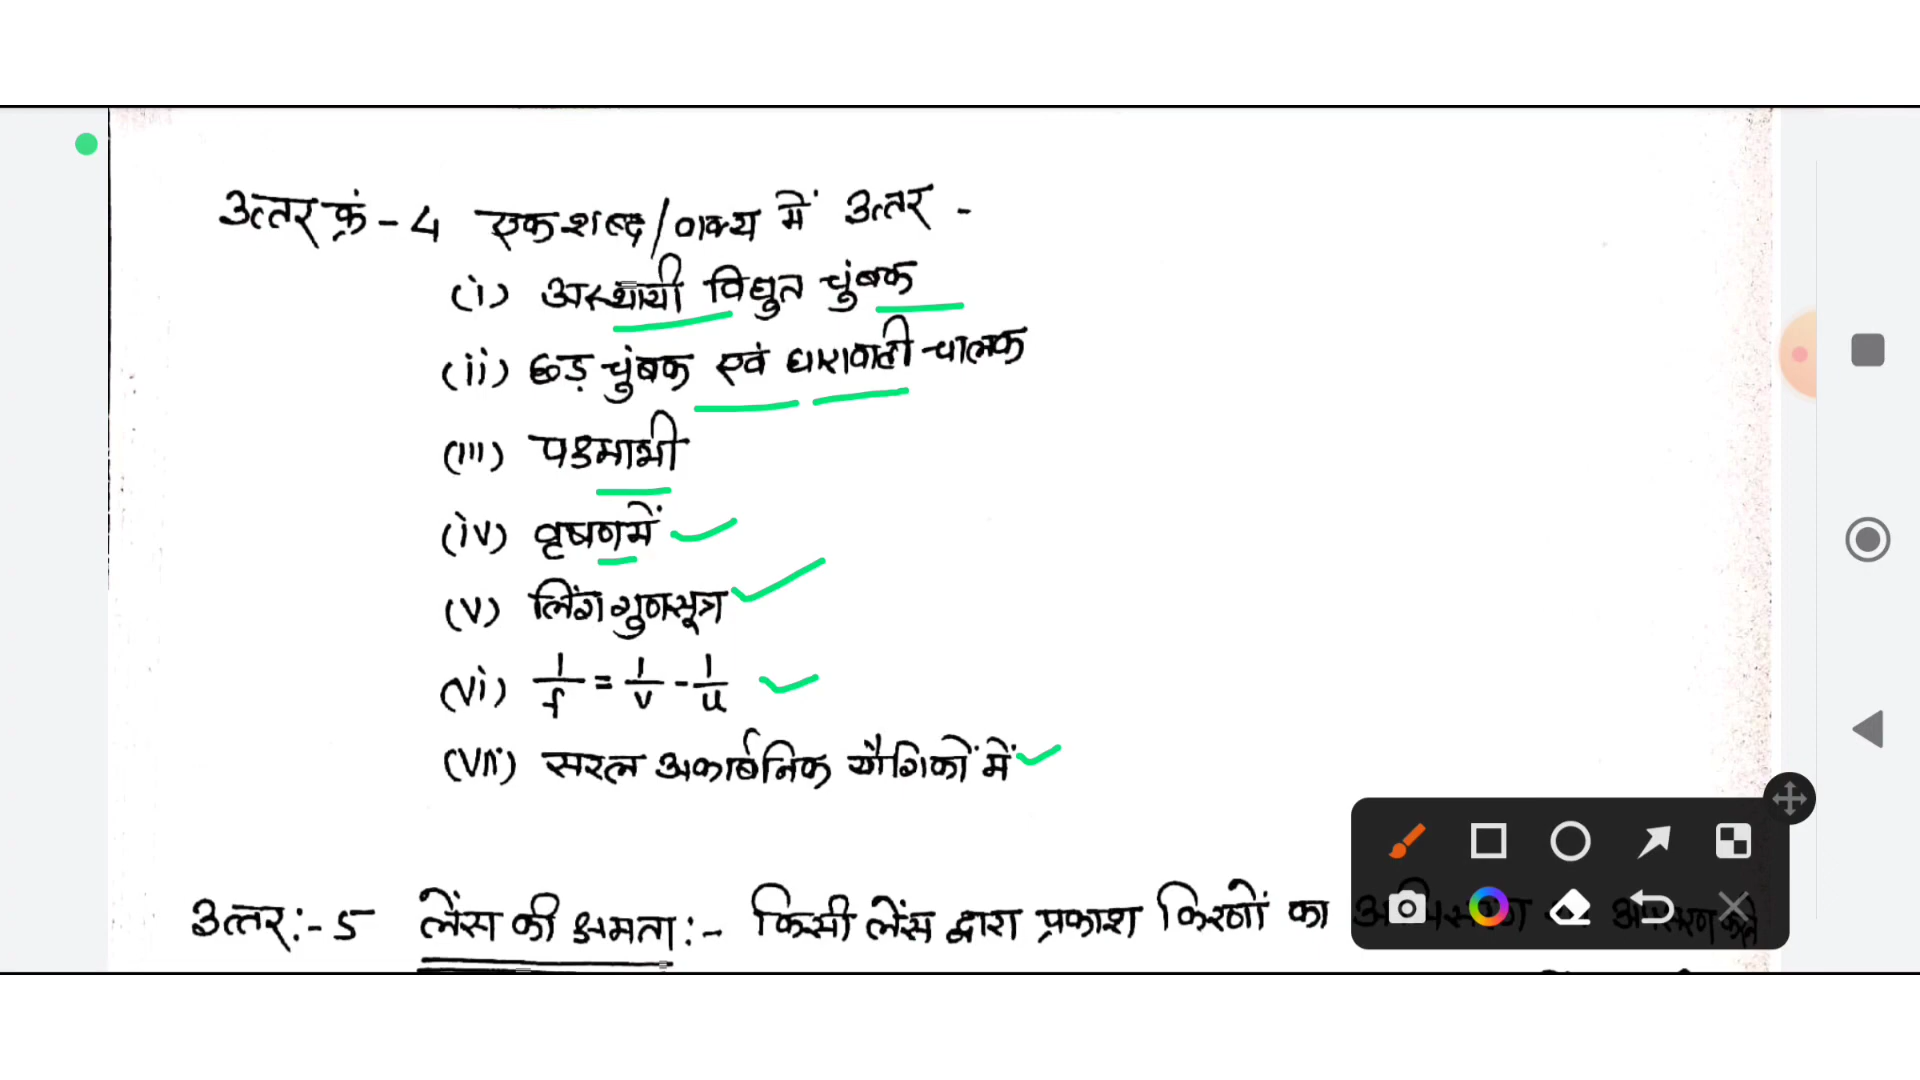 उत्तर क्रं - 4 एक शब्द/वाक्य में उत्तर -
(i) अस्थायी विद्युत चुंबक
(ii) छड़ चुंबक एवं धारावाही चालक
(iii) पक्ष्माभी
(iv) वृषण में
(v) लिंग गुणसूत्र
(vi) 1/f = 1/v - 1/u
(vii) सरल अकार्बनिक यौगिकों में
उत्तर :- 5 लेंस की क्षमता :- किसी लेंस द्वारा प्रकाश किरणों का